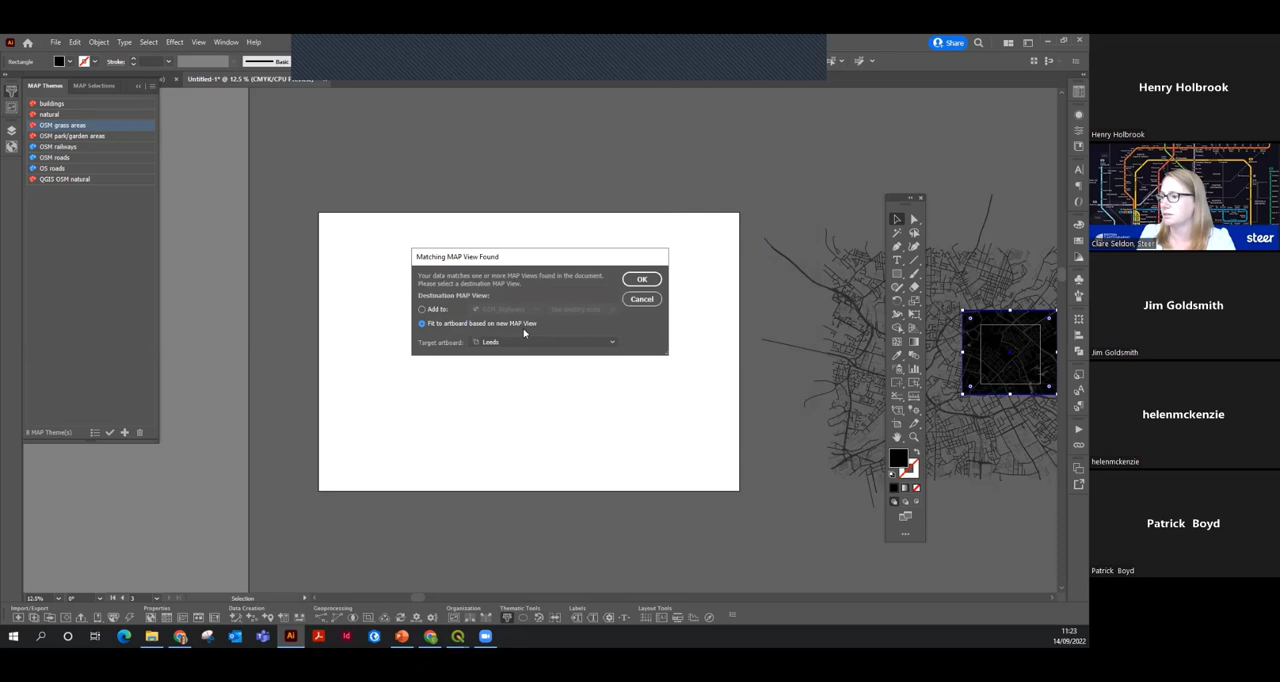 File Edit Object Type Select Effect View Window Help
Share
Rectangle
Stroke:
Basic
MAP Themes MAP Selections
Untitled-1* @ 12.5 % (CMYK/CPU
buildings
natural
OSM grass areas
OSM park/garden areas
OSM railways
OSM roads
OS roads
QGIS OSM natural
8 MAP Theme(s)
Matching MAP View Found
Your data matches one or more MAP Views found in the document.
Please select a destination MAP View.
OK
Destination MAP View:
Cancel
Add to:
Fit to artboard based on new MAP View
Target artboard: Leeds
12.5% 0° 3 Selection
Import/Export Properties Data Creation Geoprocessing Organization Thematic Tools Labels Layout Tools
11:23
14/09/2022
Henry Holbrook
Henry Holbrook
steer
Clare Seldon, Steer
Jim Goldsmith
Jim Goldsmith
helenmckenzie
helenmckenzie
Patrick Boyd
Patrick Boyd